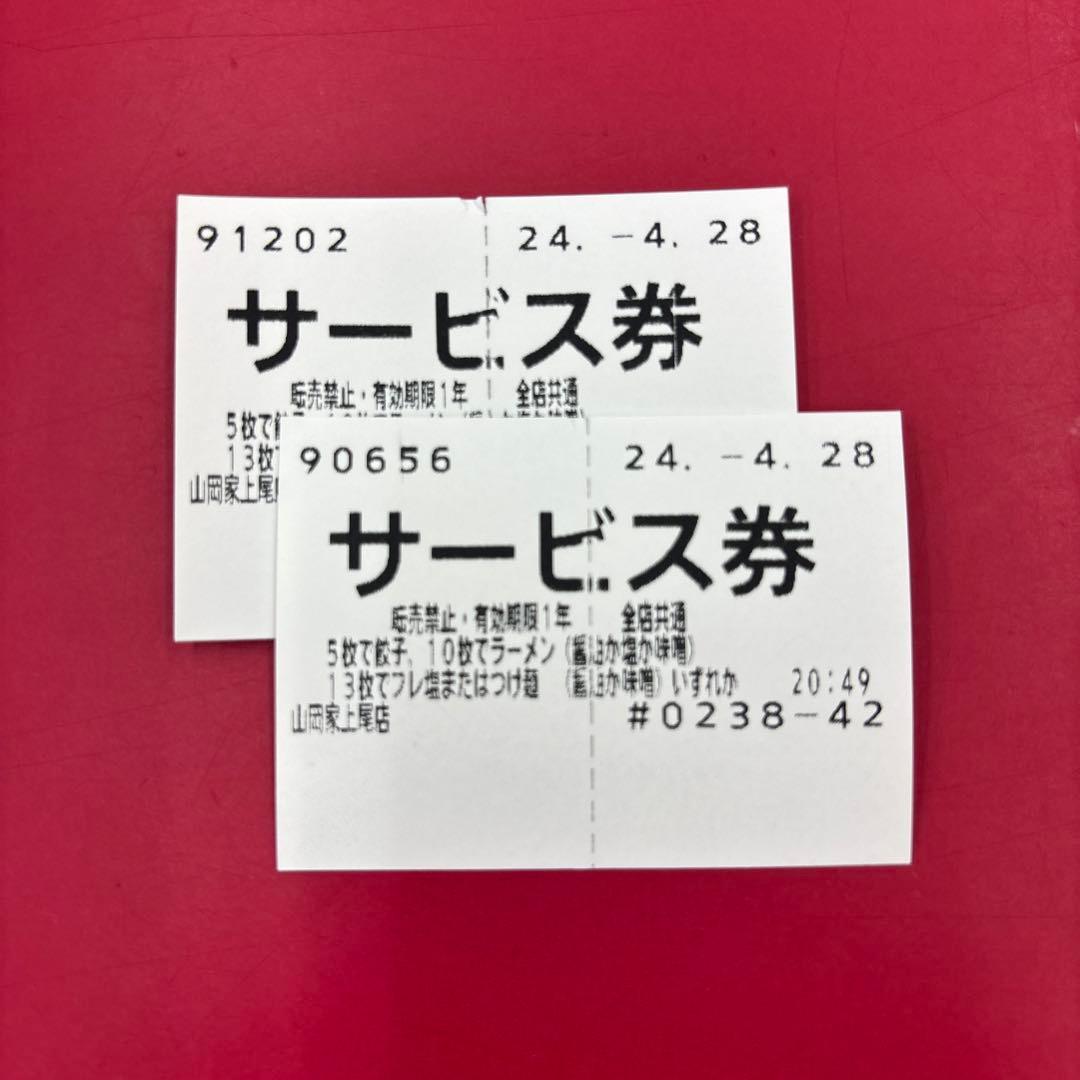 91202 24. -4. 28
サービス券
転売禁止・有効期限1年 全店共通
5枚で
13枚
山岡家上尾
90656 24. -4. 28
サービス券
転売禁止・有効期限1年 全店共通
5枚で餃子、10枚でラーメン(醤油か塩か味噌)
13枚でプレ塩またはつけ麺 (醤油か味噌)いずれか 20:49
山岡家上尾店 #0238-42